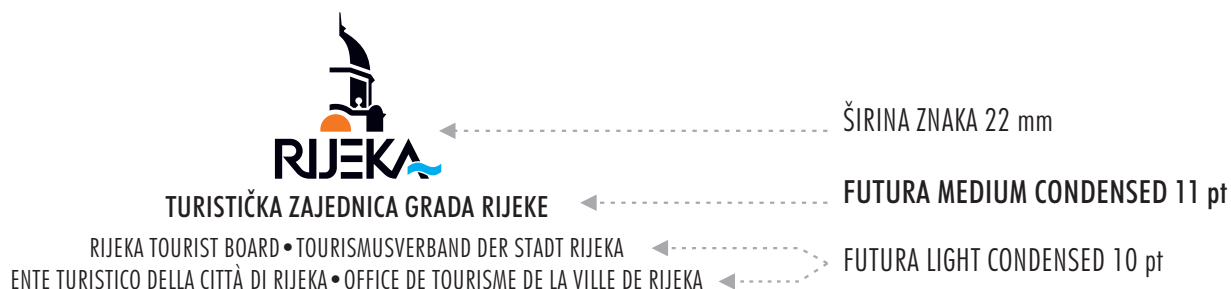 RIJEKA
ŠIRINA ZNAKA 22 mm
TURISTIČKA ZAJEDNICA GRADA RIJEKE
FUTURA MEDIUM CONDENSED 11 pt
RIJEKA TOURIST BOARD • TOURISMUSVERBAND DER STADT RIJEKA
ENTE TURISTICO DELLA CITTÀ DI RIJEKA • OFFICE DE TOURISME DE LA VILLE DE RIJEKA
FUTURA LIGHT CONDENSED 10 pt